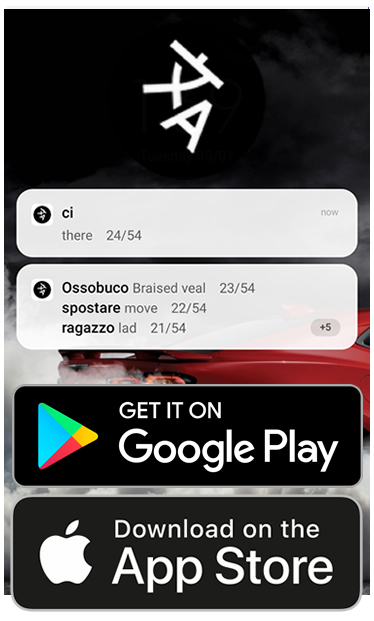 ci now
there 24/54
Ossobuco Braised veal 23/54
spostare move 22/54
ragazzo lad 21/54
+5
GET IT ON
Google Play
Download on the
App Store